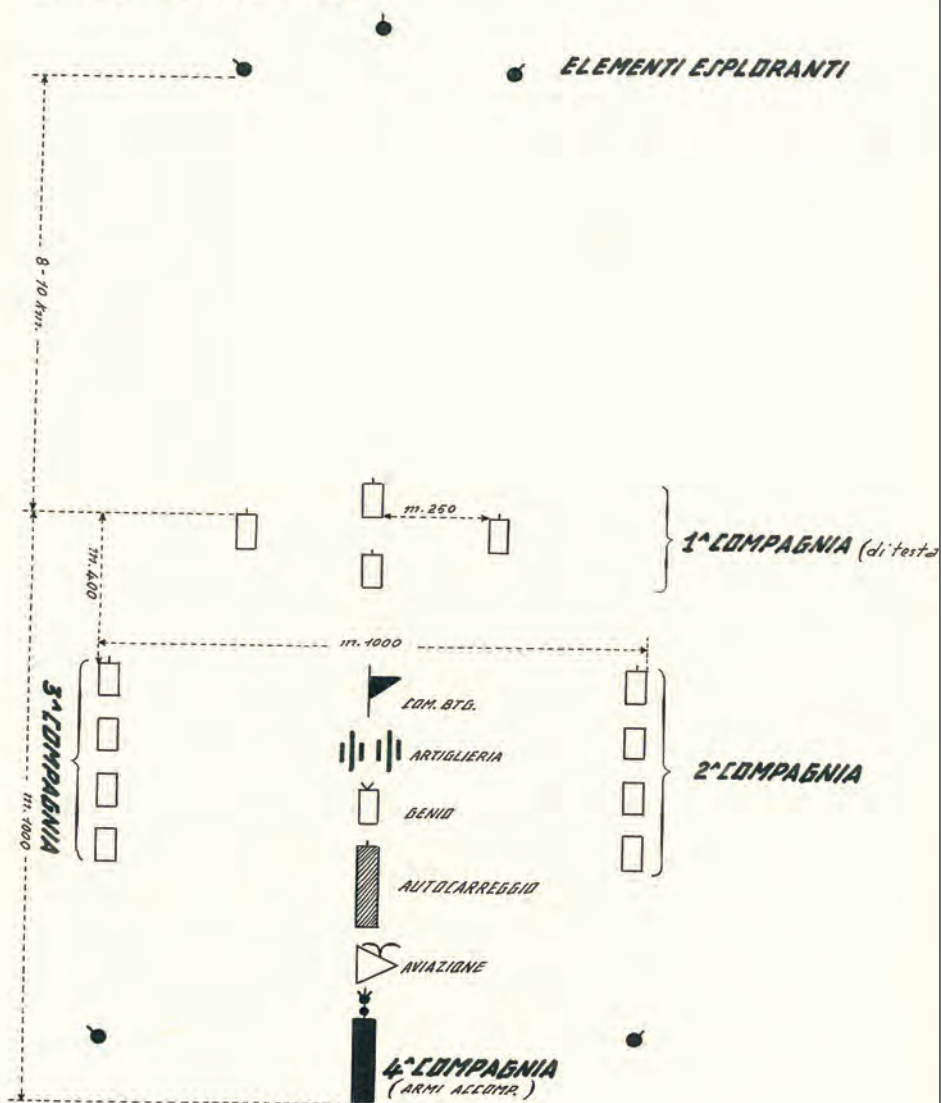 ELEMENTI ESPLORANTI
8-10 km.
m. 250
1^ COMPAGNIA (di testa
m. 400
m. 1000
3^ COMPAGNIA
COM. BTG.
ARTIGLIERIA
2^ COMPAGNIA
m. 1000
GENIO
AUTOCARREGGIO
AVIAZIONE
4^ COMPAGNIA
(ARMI ACCOMP.)